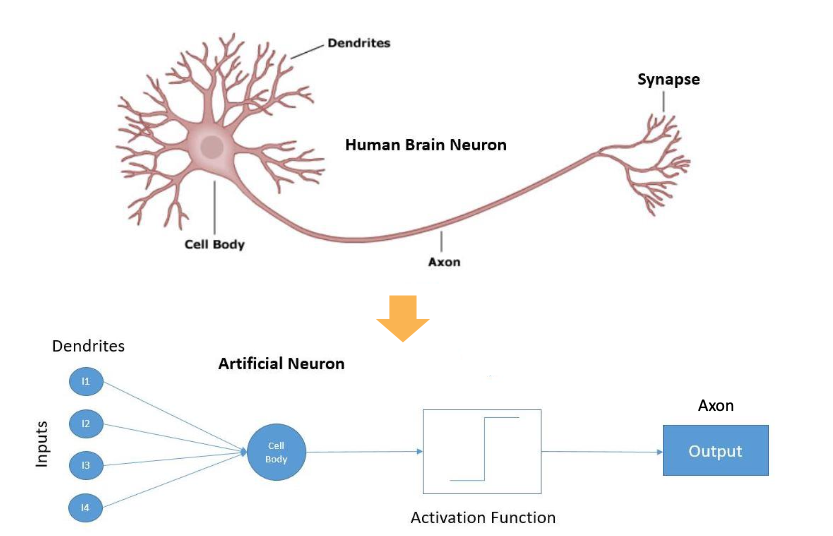 Dendrites
Synapse
Human Brain Neuron
Cell Body
Axon
Dendrites
Artificial Neuron
I1
Axon
Inputs
I2
Cell
Body
Output
I3
I4
Activation Function